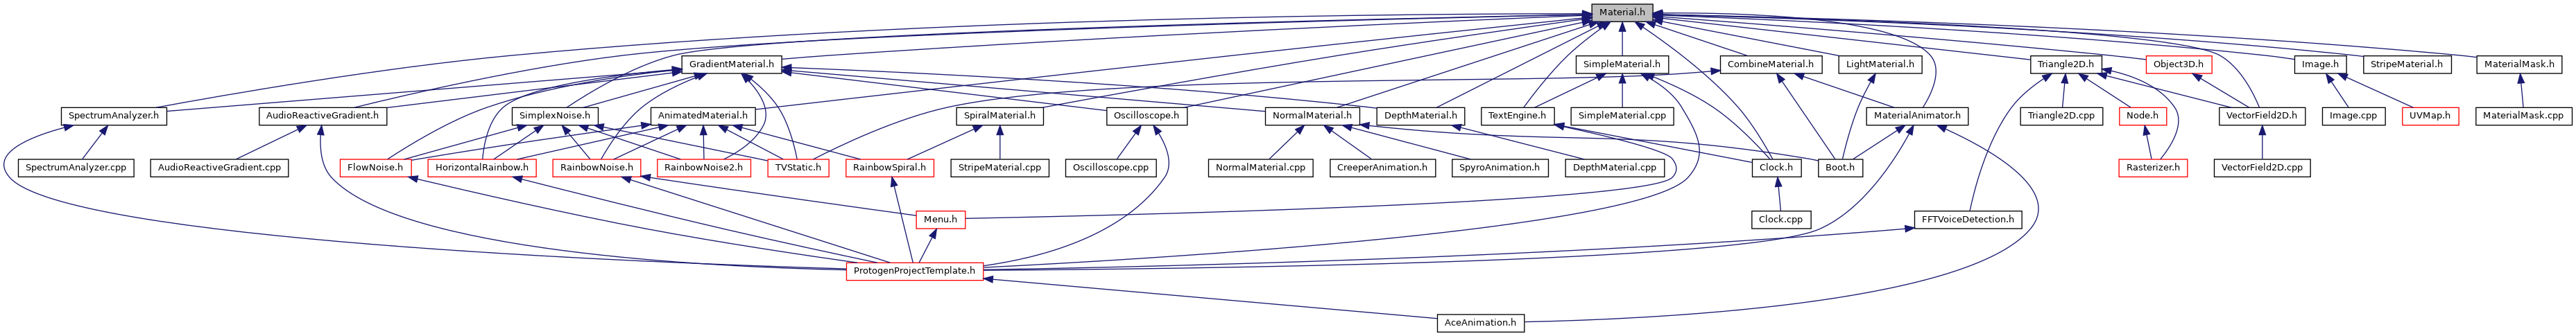 Material.h
GradientMaterial.h
SimpleMaterial.h
CombineMaterial.h
LightMaterial.h
Triangle2D.h
Object3D.h
Image.h
StripeMaterial.h
MaterialMask.h
SpectrumAnalyzer.h
AudioReactiveGradient.h
SimplexNoise.h
AnimatedMaterial.h
SpiralMaterial.h
Oscilloscope.h
NormalMaterial.h
DepthMaterial.h
TextEngine.h
SimpleMaterial.cpp
MaterialAnimator.h
Triangle2D.cpp
Node.h
VectorField2D.h
Image.cpp
UVMap.h
MaterialMask.cpp
SpectrumAnalyzer.cpp
AudioReactiveGradient.cpp
FlowNoise.h
HorizontalRainbow.h
RainbowNoise.h
RainbowNoise2.h
TVStatic.h
RainbowSpiral.h
StripeMaterial.cpp
Oscilloscope.cpp
NormalMaterial.cpp
CreeperAnimation.h
SpyroAnimation.h
DepthMaterial.cpp
Clock.h
Boot.h
Rasterizer.h
VectorField2D.cpp
Menu.h
Clock.cpp
FFTVoiceDetection.h
ProtogenProjectTemplate.h
AceAnimation.h